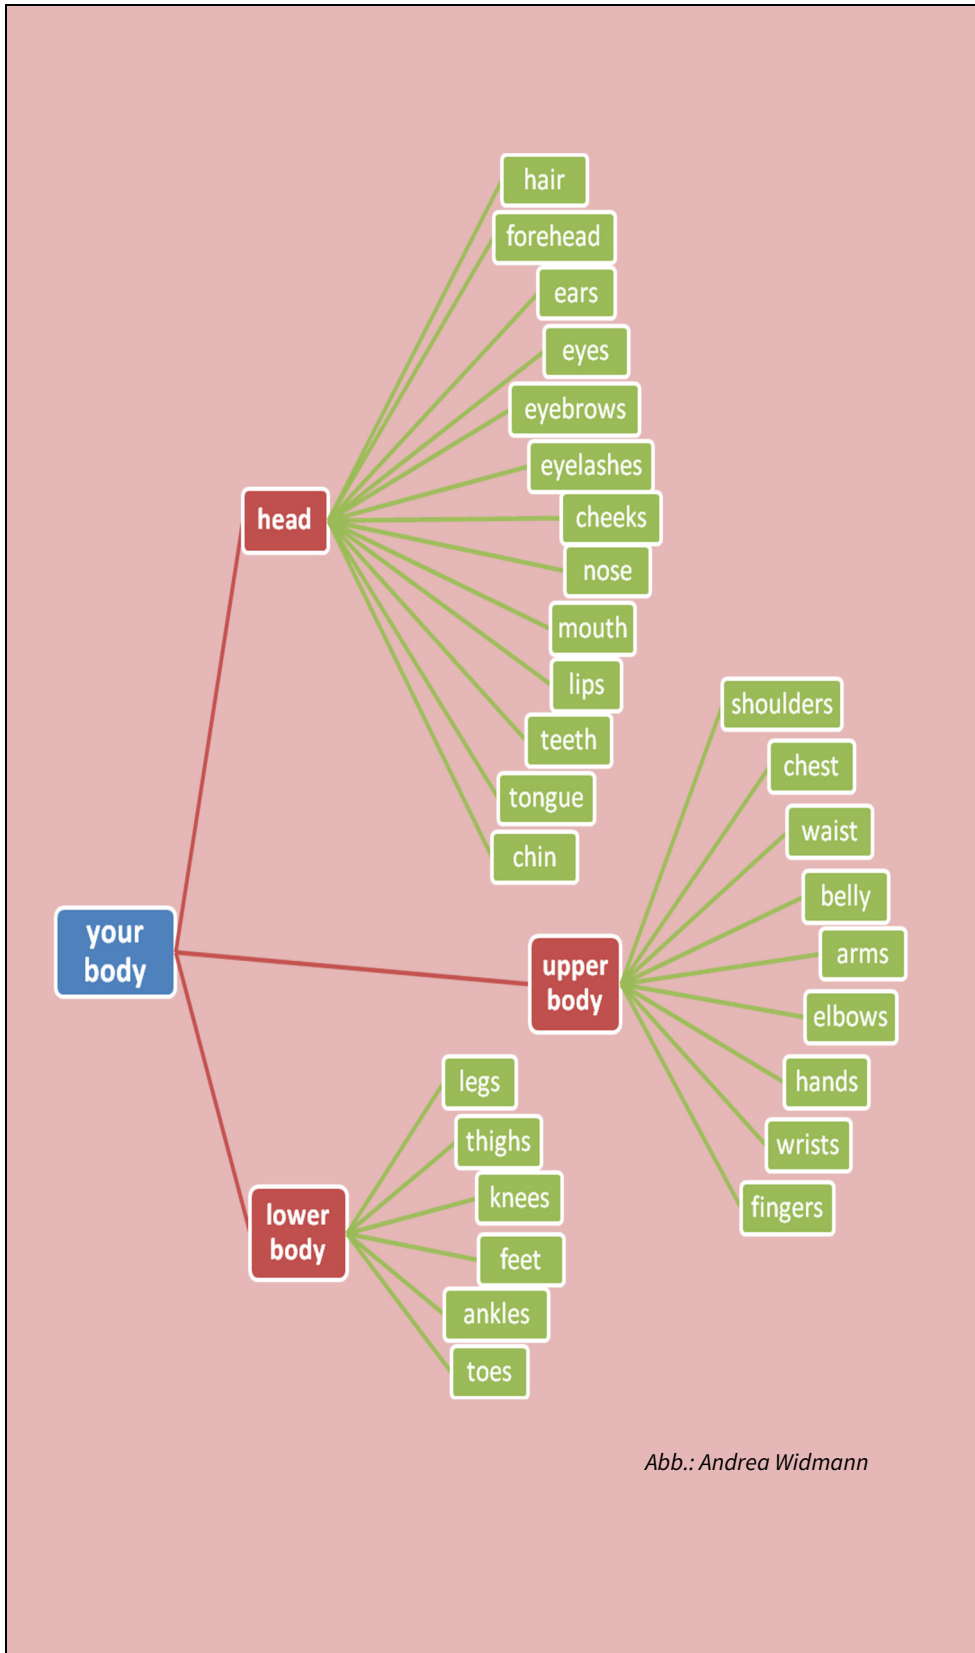 your
body
head
hair
forehead
ears
eyes
eyebrows
eyelashes
cheeks
nose
mouth
lips
teeth
tongue
chin
upper
body
shoulders
chest
waist
belly
arms
elbows
hands
wrists
fingers
lower
body
legs
thighs
knees
feet
ankles
toes
Abb.: Andrea Widmann